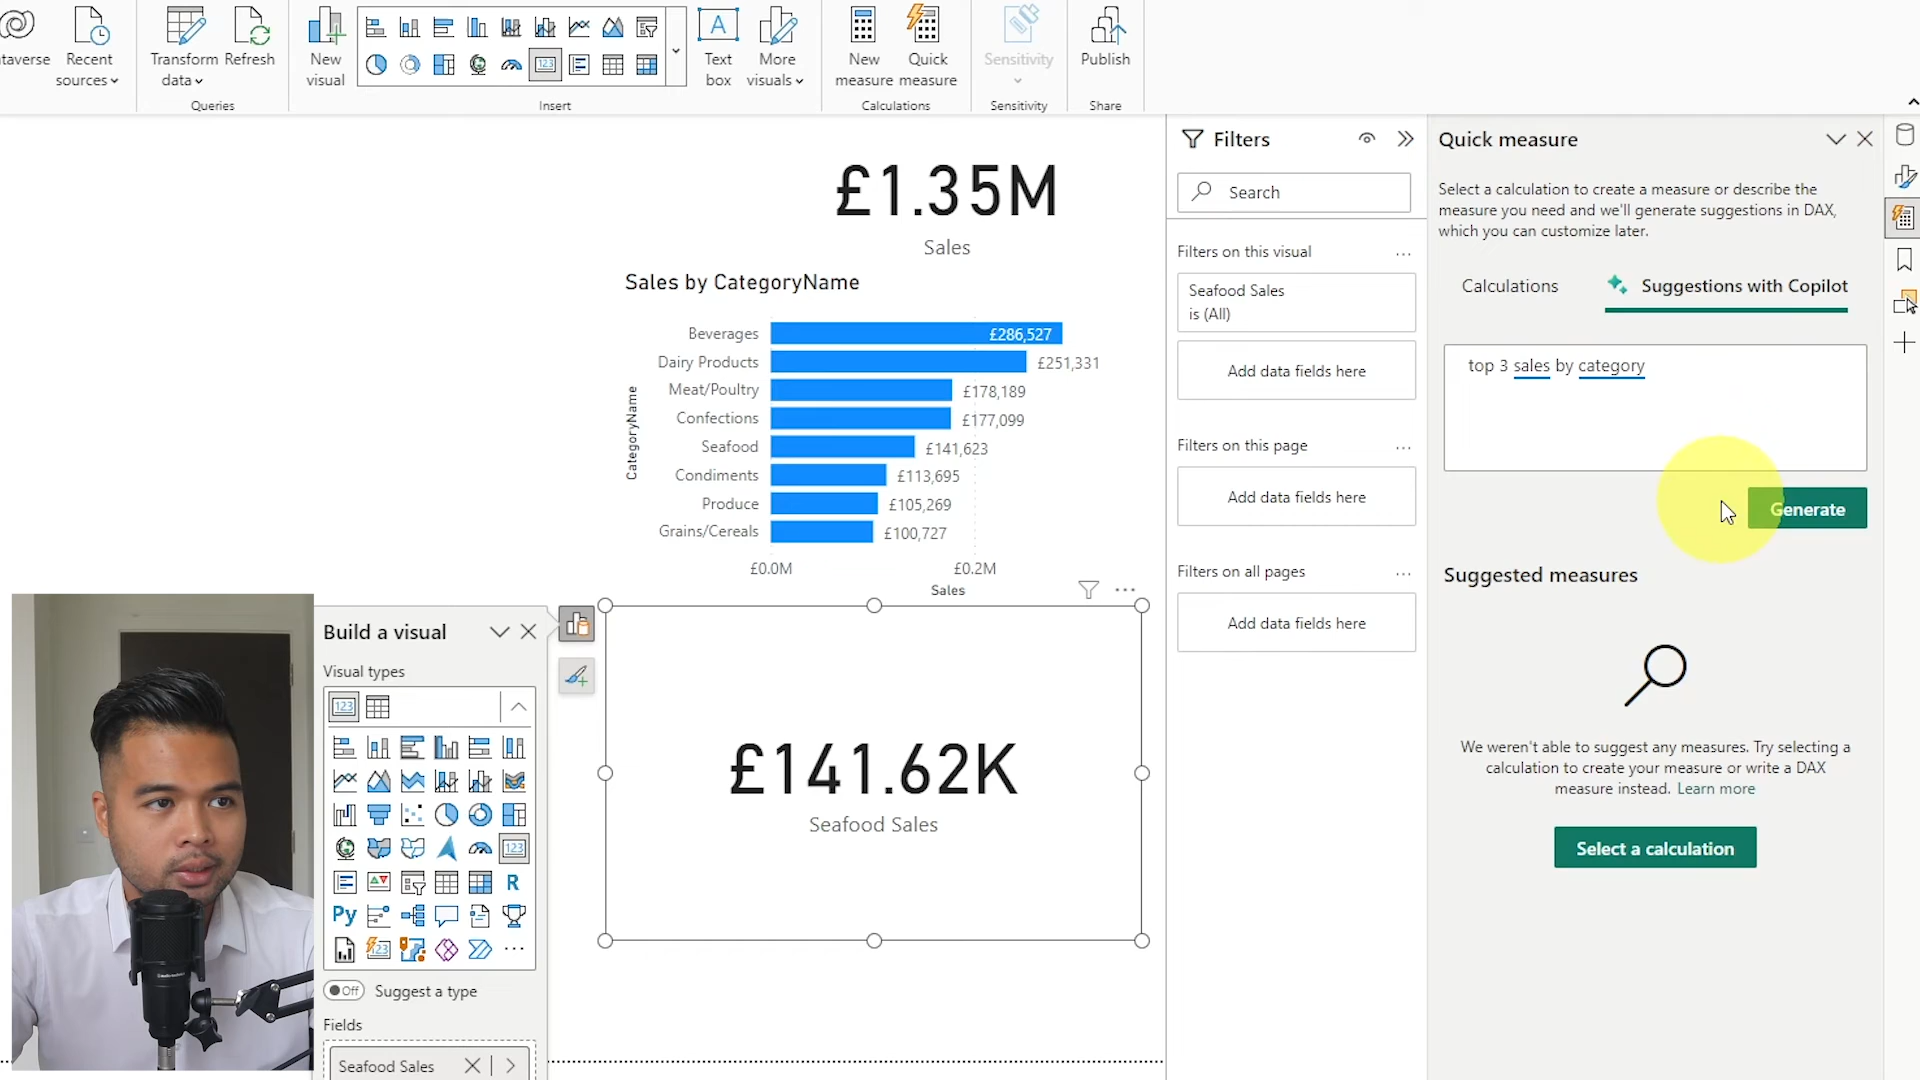 taverse
Recent
sources
Transform
data
Refresh
Queries
New
visual
Insert
Text
box
More
visuals
New
measure
Quick
measure
Calculations
Sensitivity
Sensitivity
Publish
Share
£1.35M
Sales
Sales by CategoryName
CategoryName
Beverages £286,527
Dairy Products £251,331
Meat/Poultry £178,189
Confections £177,099
Seafood £141,623
Condiments £113,695
Produce £105,269
Grains/Cereals £100,727
£0.0M £0.2M
Sales
£141.62K
Seafood Sales
Build a visual
Visual types
123
123
R
Py
123
Off Suggest a type
Fields
Seafood Sales
Filters
Search
Filters on this visual ...
Seafood Sales
is (All)
Add data fields here
Filters on this page ...
Add data fields here
Filters on all pages ...
Add data fields here
Quick measure
Select a calculation to create a measure or describe the
measure you need and we'll generate suggestions in DAX,
which you can customize later.
Calculations
Suggestions with Copilot
top 3 sales by category
Generate
Suggested measures
We weren't able to suggest any measures. Try selecting a
calculation to create your measure or write a DAX
measure instead. Learn more
Select a calculation